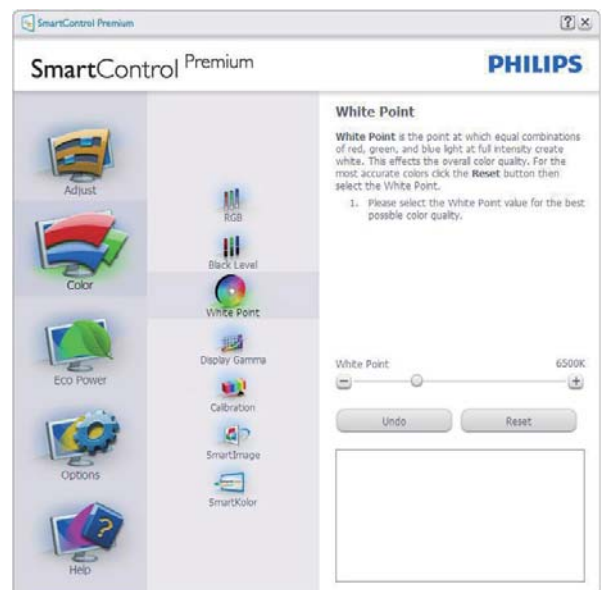 SmartControl Premium
SmartControl Premium
PHILIPS
Adjust
Color
Eco Power
Options
Help
RGB
Black Level
White Point
Display Gamma
Calibration
SmartImage
SmartKolor
White Point
White Point is the point at which equal combinations
of red, green, and blue light at full intensity create
white. This effects the overall color quality. For the
most accurate colors click the Reset button then
select the White Point.
1. Please select the White Point value for the best
possible color quality.
White Point 6500K
Undo Reset